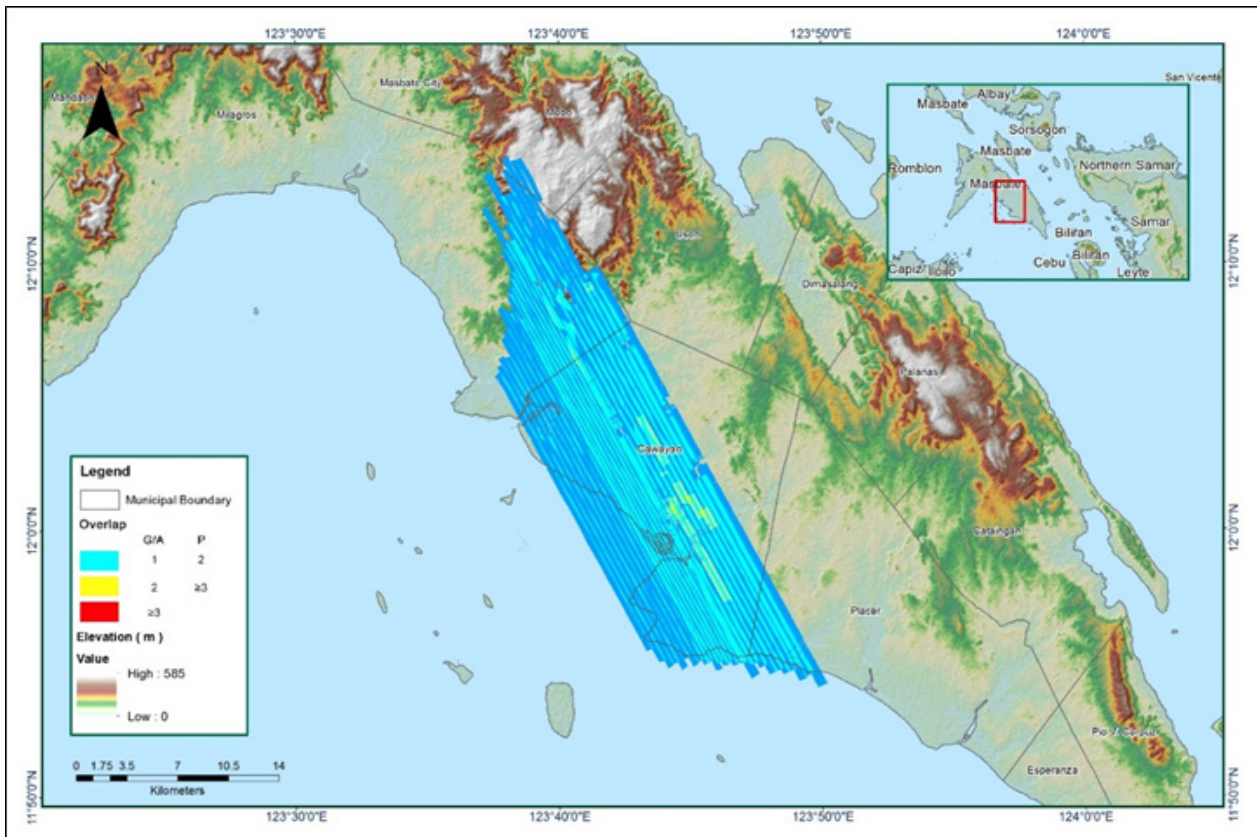 123°30'0"E 123°40'0"E 123°50'0"E 124°0'0"E
San Vicente
Masbate City
Mandaon
Milagros
Mobo
N
Masbate
Albay
Sorsogon
Masbate
Northern Samar
Romblon
Masbate
Samar
Biliran
Cebu
Biliran
Capiz
Iloilo
Leyte
12°10'0"N
12°10'0"N
Uson
Dimasalang
Palanas
Cawayan
Cataingan
12°0'0"N
12°0'0"N
Placer
Pio V. Corpuz
Esperanza
Legend
Municipal Boundary
Overlap
G/A P
1 2
2 ≥3
≥3
Elevation ( m )
Value
High : 585
Low : 0
0 1.75 3.5 7 10.5 14
Kilometers
11°50'0"N
11°50'0"N
123°30'0"E 123°40'0"E 123°50'0"E 124°0'0"E